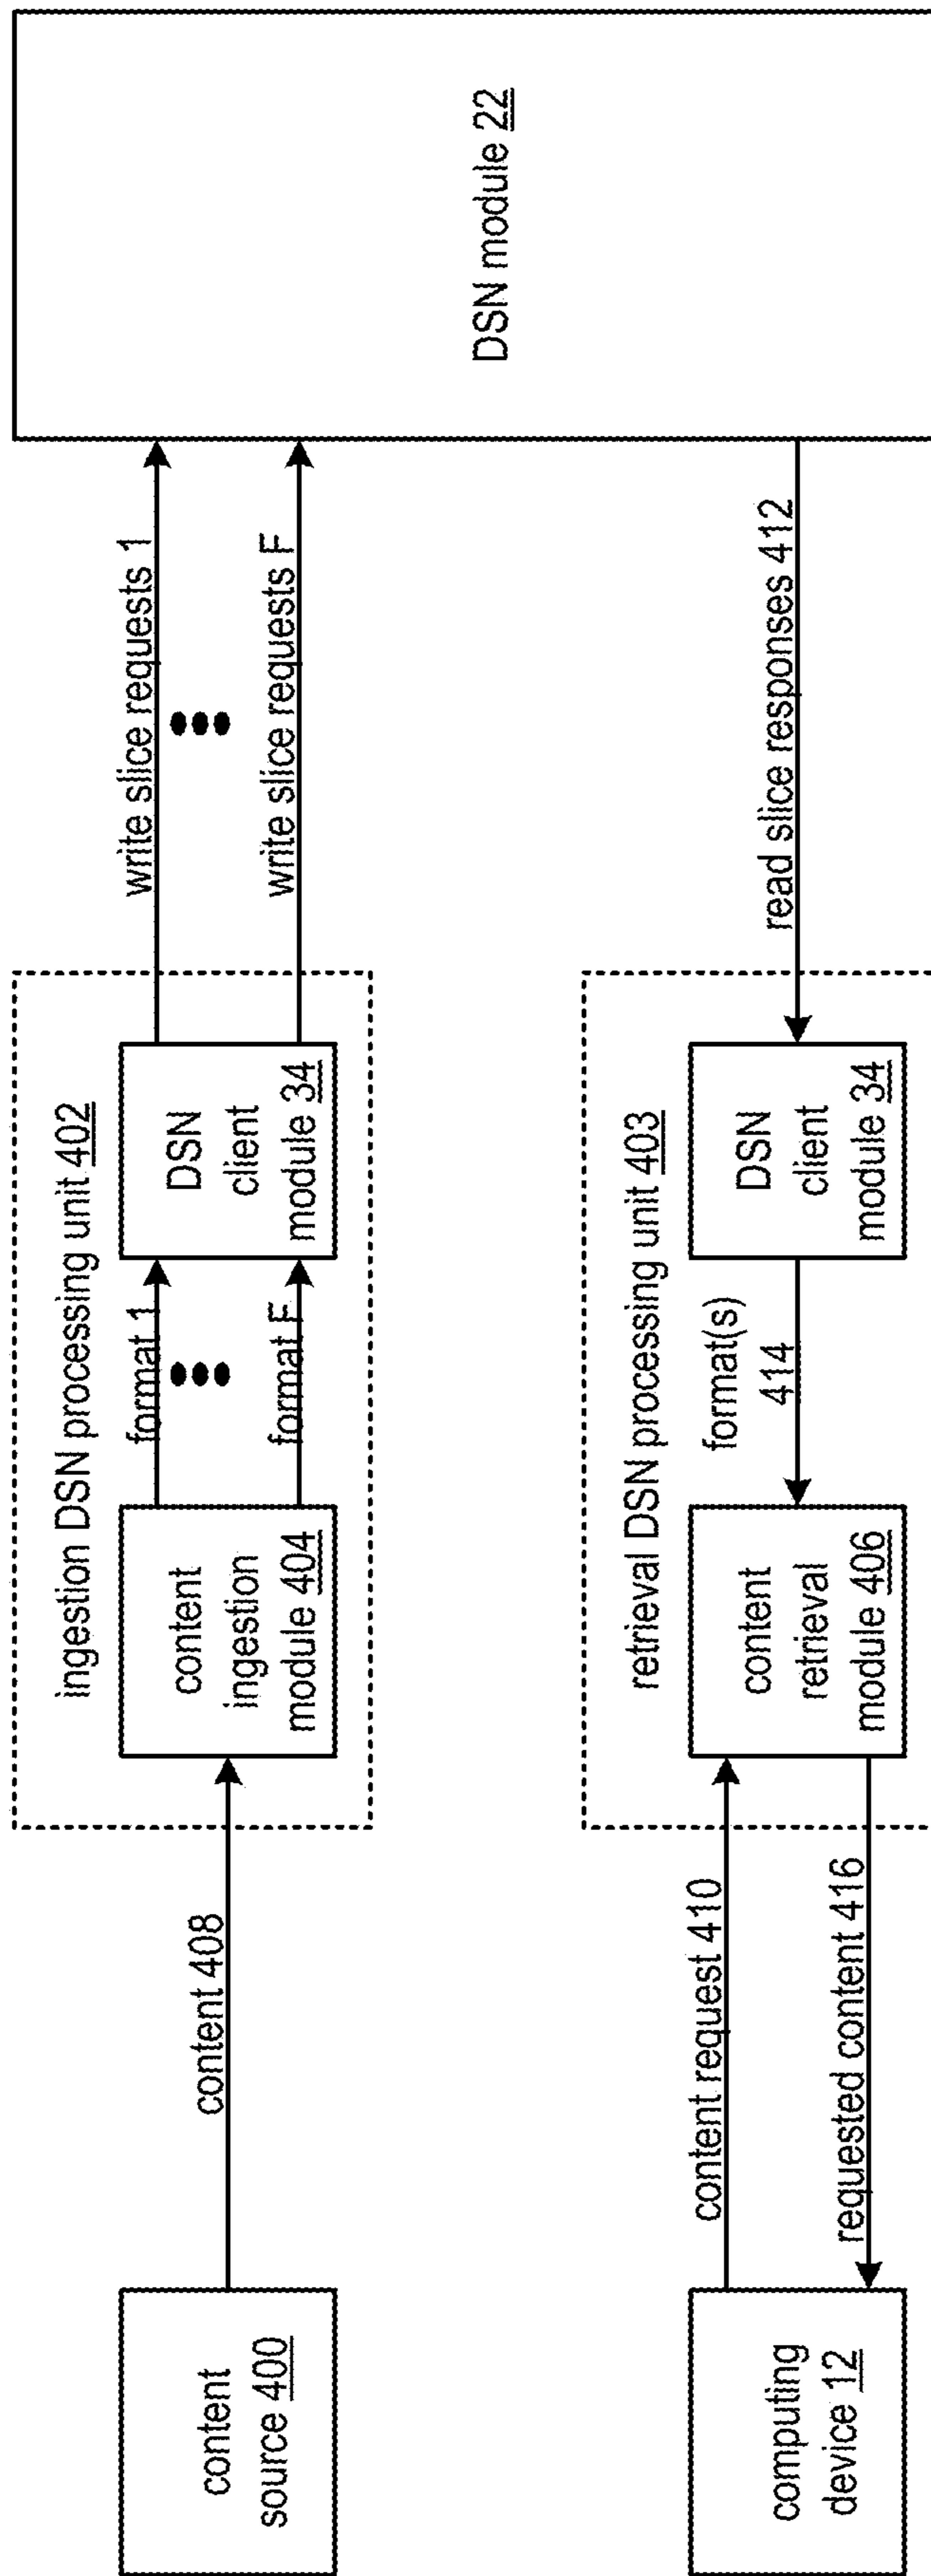 content
source 400
content 408
ingestion DSN processing unit 402
content
ingestion
module 404
format 1
format F
DSN
client
module 34
write slice requests 1
write slice requests F
DSN module 22
computing
device 12
content request 410
requested content 416
retrieval DSN processing unit 403
content
retrieval
module 406
format(s)
414
DSN
client
module 34
read slice responses 412